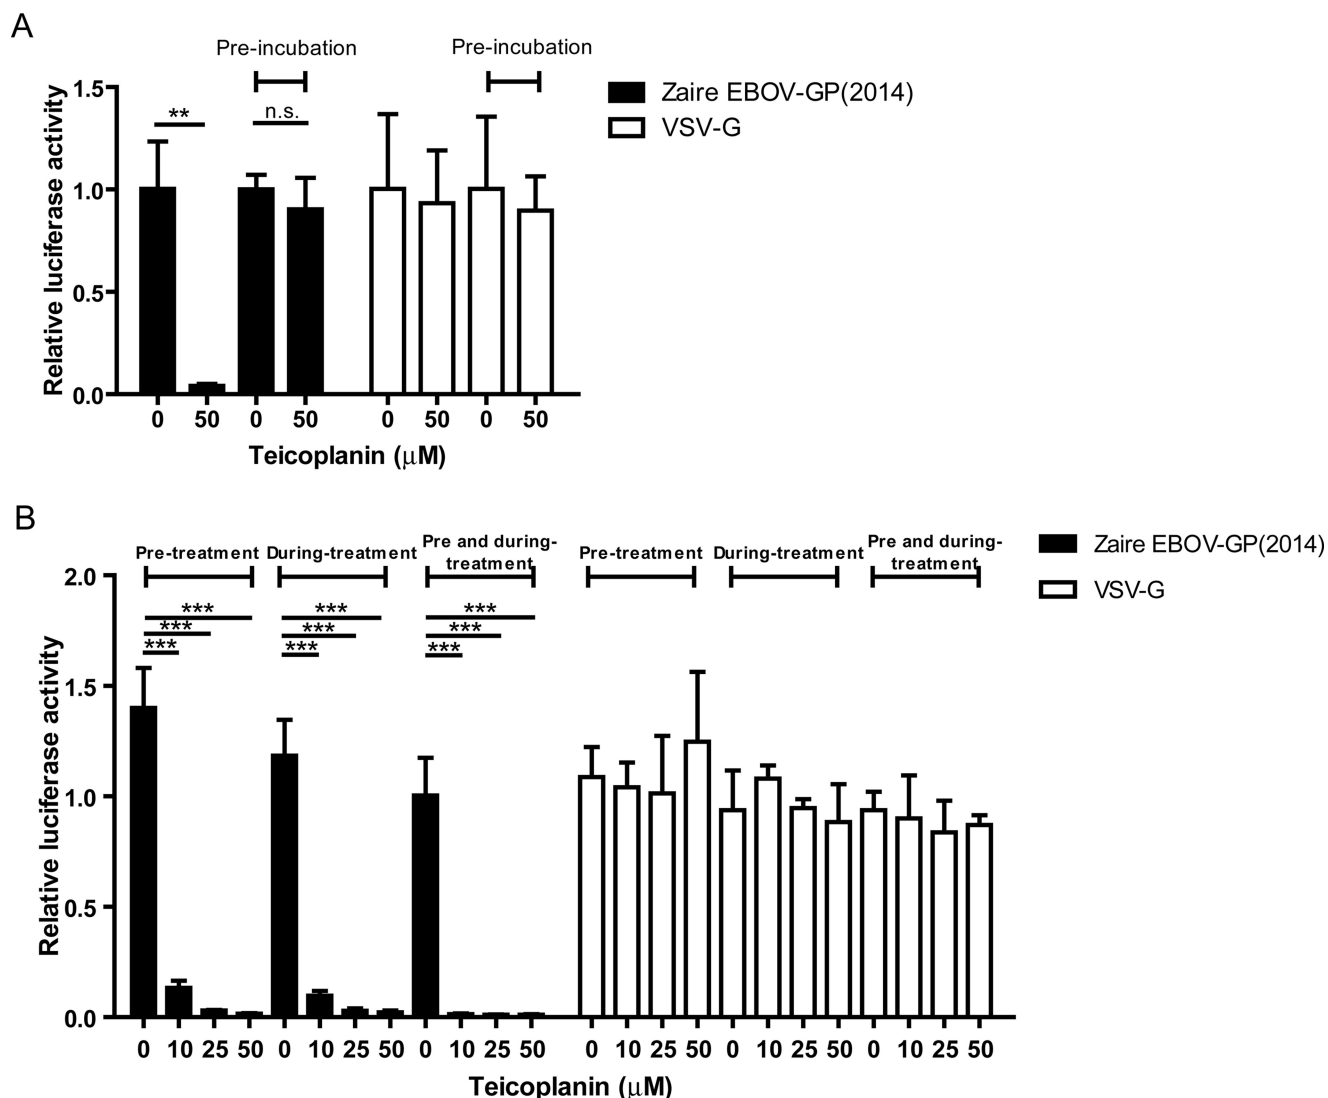 A
Pre-incubation
Pre-incubation
Zaire EBOV-GP(2014)
VSV-G
**
n.s.
Relative luciferase activity
1.5
1.0
0.5
0.0
0 50 0 50 0 50 0 50
Teicoplanin (μM)
B
Pre-treatment During-treatment Pre and during-
treatment
Pre-treatment During-treatment Pre and during-
treatment
Zaire EBOV-GP(2014)
VSV-G
***
***
***
***
***
***
***
***
***
Relative luciferase activity
2.0
1.5
1.0
0.5
0.0
0 10 25 50 0 10 25 50 0 10 25 50 0 10 25 50 0 10 25 50 0 10 25 50
Teicoplanin (μM)